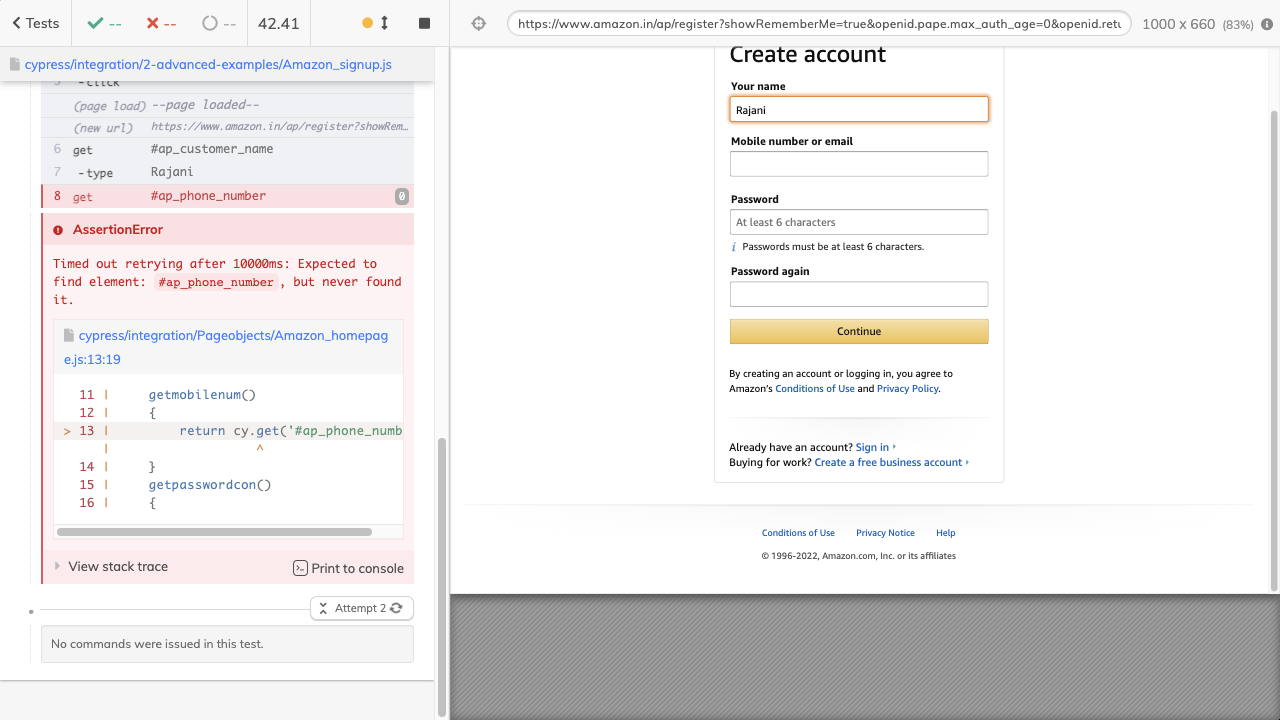 Tests
--
--
--
42.41
https://www.amazon.in/ap/register?showRememberMe=true&openid.pape.max_auth_age=0&openid.retu
1000 x 660 (83%)
cypress/integration/2-advanced-examples/Amazon_signup.js
5 -click
(page load) --page loaded--
(new url) https://www.amazon.in/ap/register?showRem…
6 get #ap_customer_name
7 -type Rajani
8 get #ap_phone_number 0
AssertionError
Timed out retrying after 10000ms: Expected to
find element: #ap_phone_number, but never found
it.
cypress/integration/Pageobjects/Amazon_homepag
e.js:13:19
11 | getmobilenum()
12 | {
> 13 | return cy.get('#ap_phone_numb
| ^
14 | }
15 | getpasswordcon()
16 | {
View stack trace
Print to console
Attempt 2
No commands were issued in this test.
Create account
Your name
Rajani
Mobile number or email
Password
At least 6 characters
i Passwords must be at least 6 characters.
Password again
Continue
By creating an account or logging in, you agree to
Amazon's Conditions of Use and Privacy Policy.
Already have an account? Sign in
Buying for work? Create a free business account
Conditions of Use Privacy Notice Help
© 1996-2022, Amazon.com, Inc. or its affiliates